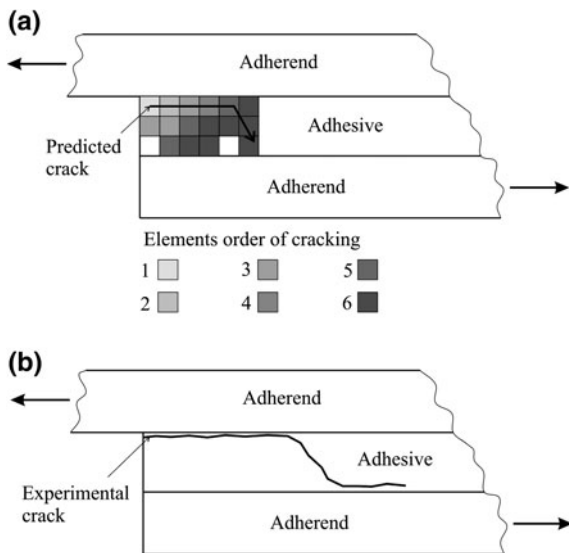 (a)
Adherend
Adhesive
Predicted
crack
Adherend
Elements order of cracking
1 3 5
2 4 6
(b)
Adherend
Adhesive
Experimental
crack
Adherend